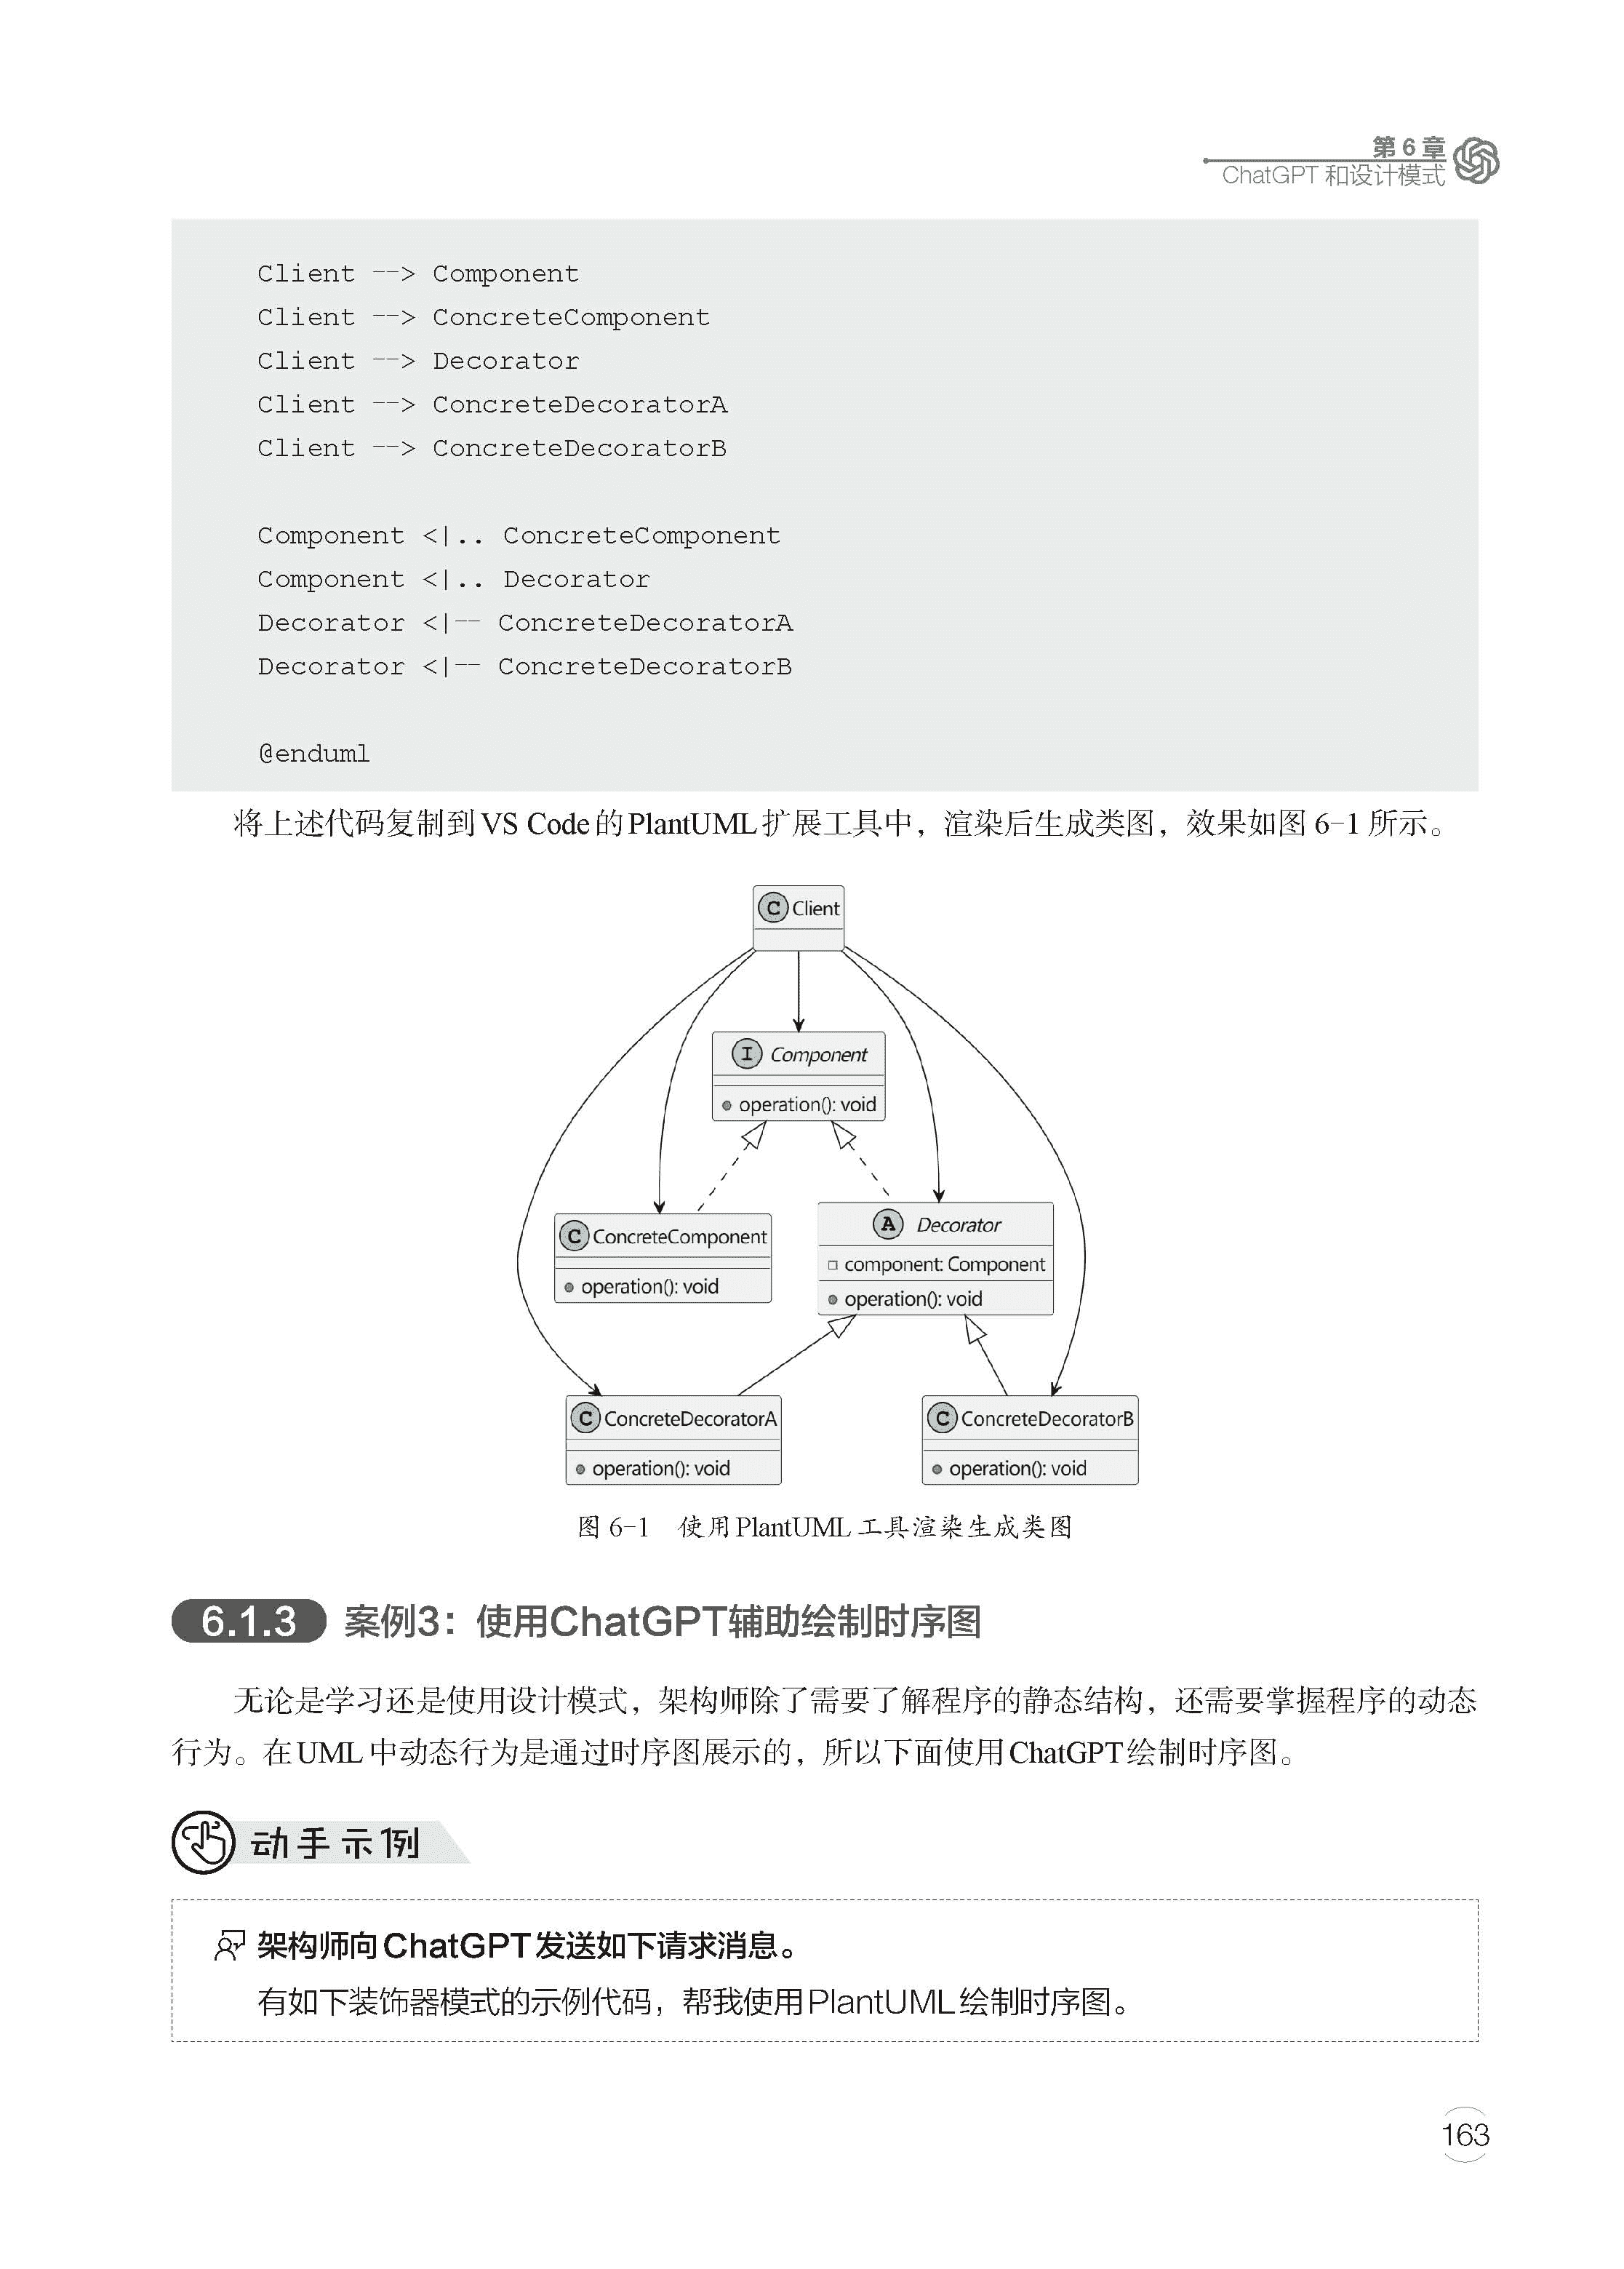 第6章
ChatGPT 和设计模式
Client --> Component
Client --> ConcreteComponent
Client --> Decorator
Client --> ConcreteDecoratorA
Client --> ConcreteDecoratorB
Component <|.. ConcreteComponent
Component <|.. Decorator
Decorator <|-- ConcreteDecoratorA
Decorator <|-- ConcreteDecoratorB
@enduml
将上述代码复制到VS Code的PlantUML扩展工具中，渲染后生成类图，效果如图6-1所示。
C Client
I Component
operation(): void
C ConcreteComponent
operation(): void
A Decorator
component: Component
operation(): void
C ConcreteDecoratorA
operation(): void
C ConcreteDecoratorB
operation(): void
图 6-1 使用PlantUML工具渲染生成类图
6.1.3 案例3：使用ChatGPT辅助绘制时序图
无论是学习还是使用设计模式，架构师除了需要了解程序的静态结构，还需要掌握程序的动态
行为。在UML中动态行为是通过时序图展示的，所以下面使用ChatGPT绘制时序图。
动手示例
架构师向ChatGPT发送如下请求消息。
有如下装饰器模式的示例代码，帮我使用PlantUML绘制时序图。
163